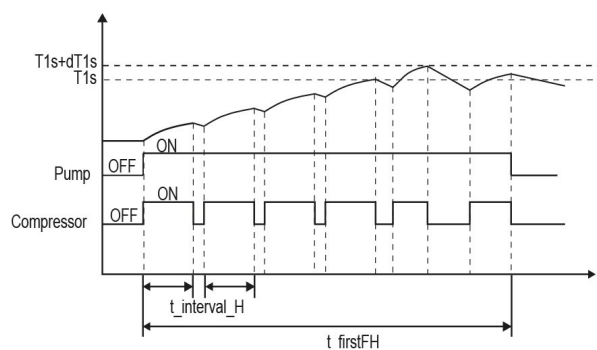 T1s+dT1s
T1s
ON
OFF
Pump
ON
OFF
Compressor
t_interval_H
t_firstFH